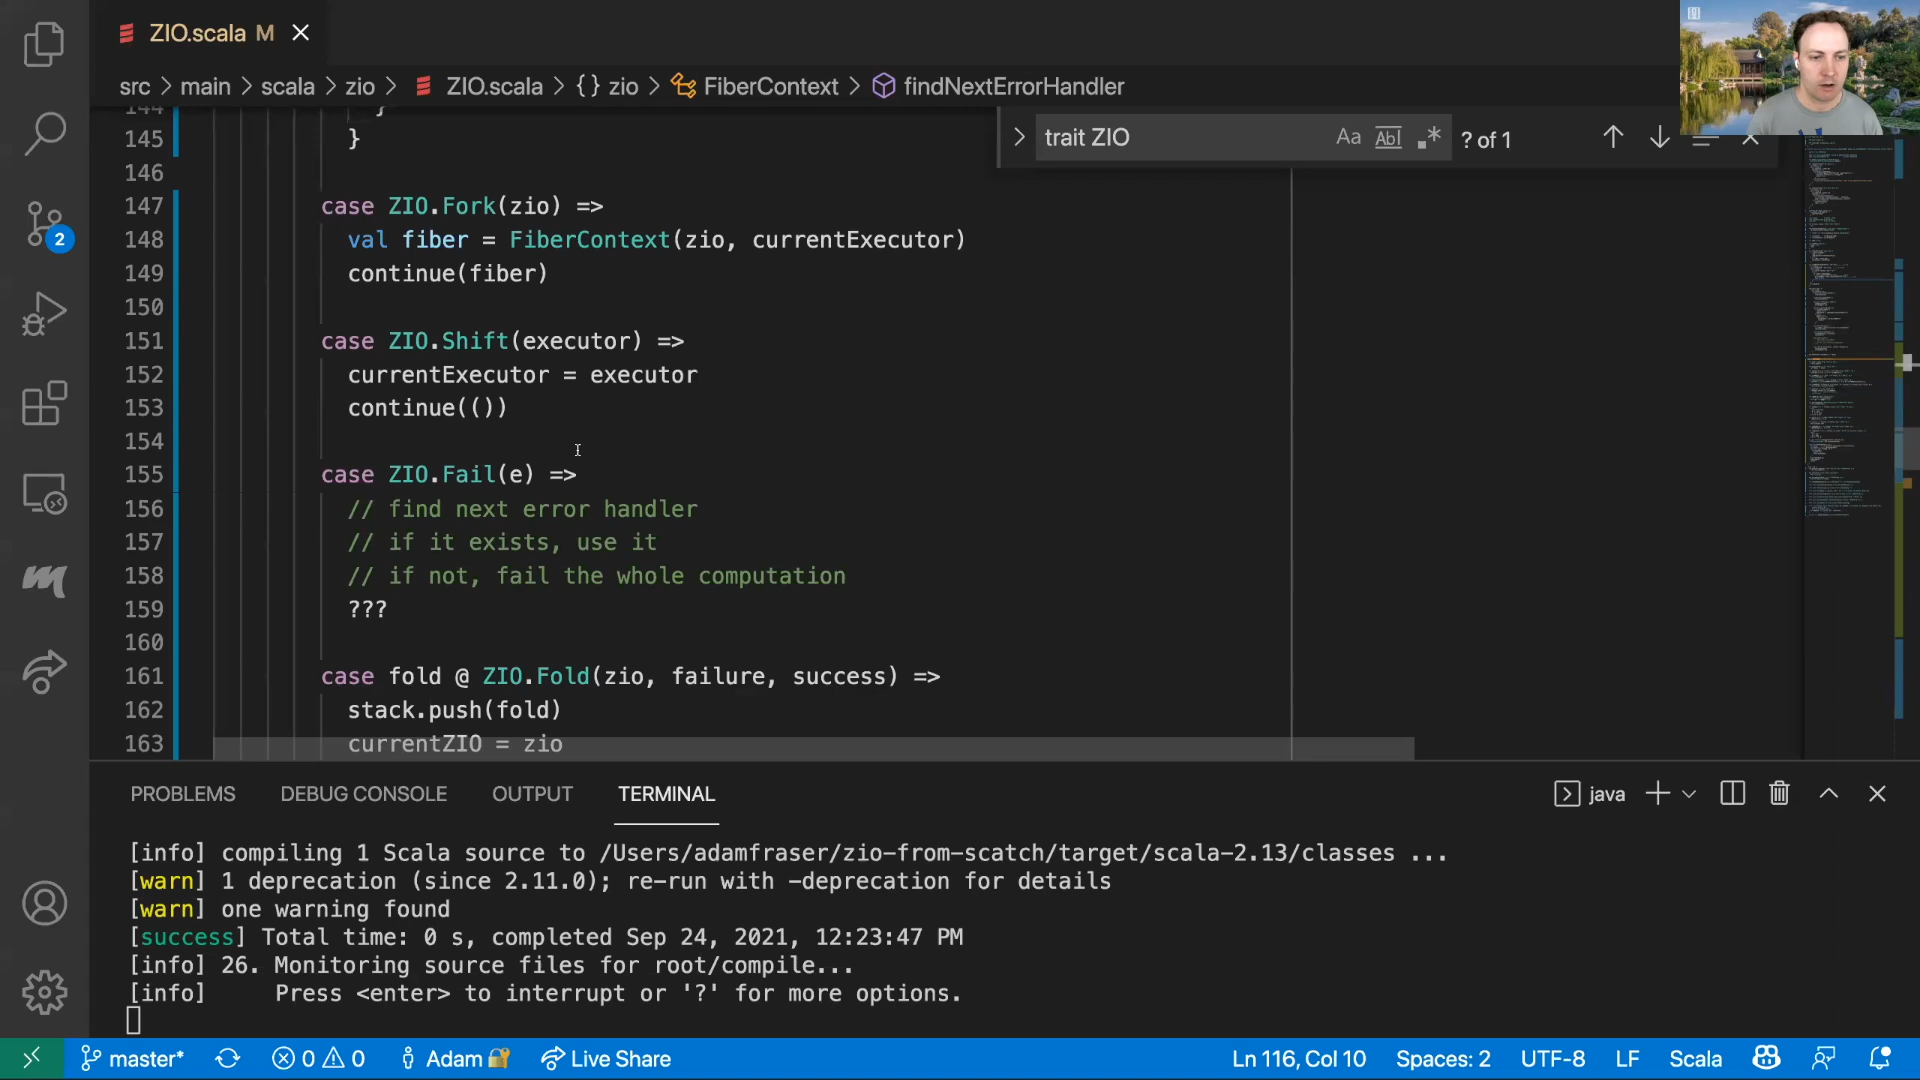 ZIO.scala M
src > main > scala > zio > ZIO.scala > {} zio > FiberContext > findNextErrorHandler
trait ZIO
Aa Abl .* ? of 1
144 }
145 }
146
147 case ZIO.Fork(zio) =>
148 val fiber = FiberContext(zio, currentExecutor)
149 continue(fiber)
150
151 case ZIO.Shift(executor) =>
152 currentExecutor = executor
153 continue(())
154
155 case ZIO.Fail(e) =>
156 // find next error handler
157 // if it exists, use it
158 // if not, fail the whole computation
159 ???
160
161 case fold @ ZIO.Fold(zio, failure, success) =>
162 stack.push(fold)
163 currentZIO = zio
2
PROBLEMS DEBUG CONSOLE OUTPUT TERMINAL java
[info] compiling 1 Scala source to /Users/adamfraser/zio-from-scatch/target/scala-2.13/classes ...
[warn] 1 deprecation (since 2.11.0); re-run with -deprecation for details
[warn] one warning found
[success] Total time: 0 s, completed Sep 24, 2021, 12:23:47 PM
[info] 26. Monitoring source files for root/compile...
[info] Press <enter> to interrupt or '?' for more options.
master* 0 0 Adam Live Share Ln 116, Col 10 Spaces: 2 UTF-8 LF Scala